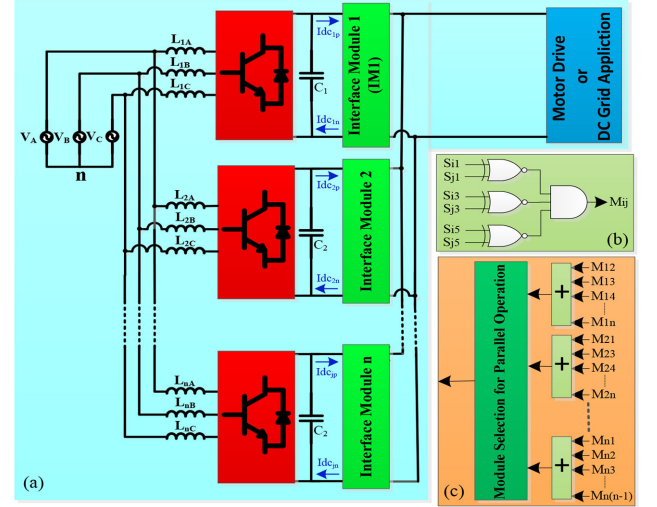 L1A
L1B
L1C
VA
VB
VC
n
C1
Idc1p
Idc1n
Interface Module 1
(IM1)
Motor Drive
or
DC Grid Appliction
L2A
L2B
L2C
C2
Idc2p
Idc2n
Interface Module 2
LnA
LnB
LnC
C2
Idcjp
Idcjn
Interface Module n
(a)
Si1
Sj1
Si3
Sj3
Si5
Sj5
Mij
(b)
Module Selection for Parallel Operation
+
M12
M13
M14
M1n
+
M21
M23
M24
M2n
+
Mn1
Mn2
Mn3
Mn(n-1)
(c)